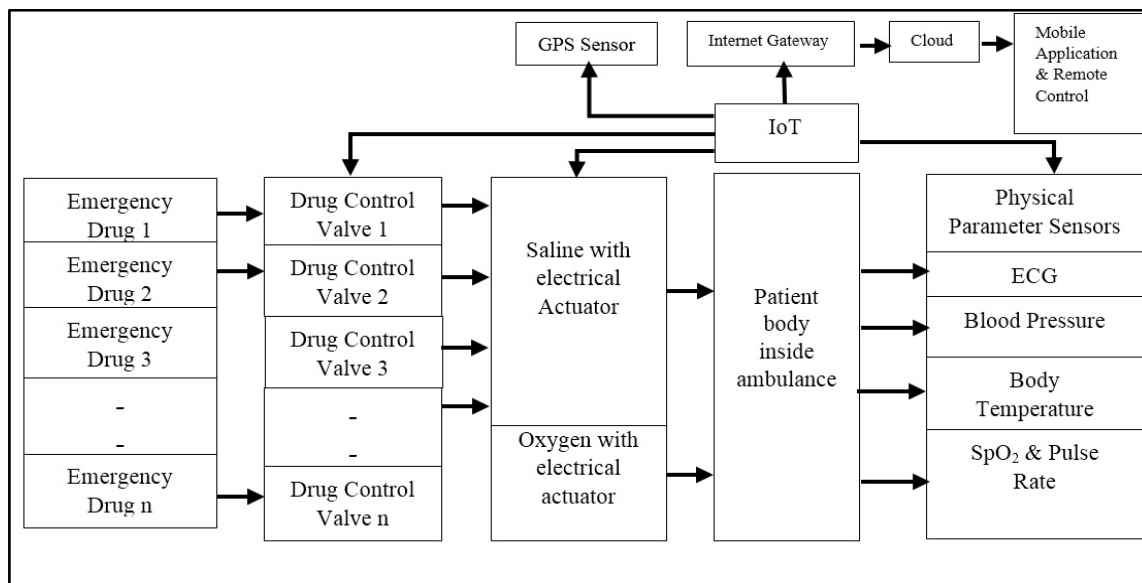 GPS Sensor
Internet Gateway
Cloud
Mobile
Application
& Remote
Control
IoT
Emergency
Drug 1
Emergency
Drug 2
Emergency
Drug 3
-
-
Emergency
Drug n
Drug Control
Valve 1
Drug Control
Valve 2
Drug Control
Valve 3
-
-
Drug Control
Valve n
Saline with
electrical
Actuator
Oxygen with
electrical
actuator
Patient
body
inside
ambulance
Physical
Parameter Sensors
ECG
Blood Pressure
Body
Temperature
SpO₂ & Pulse
Rate